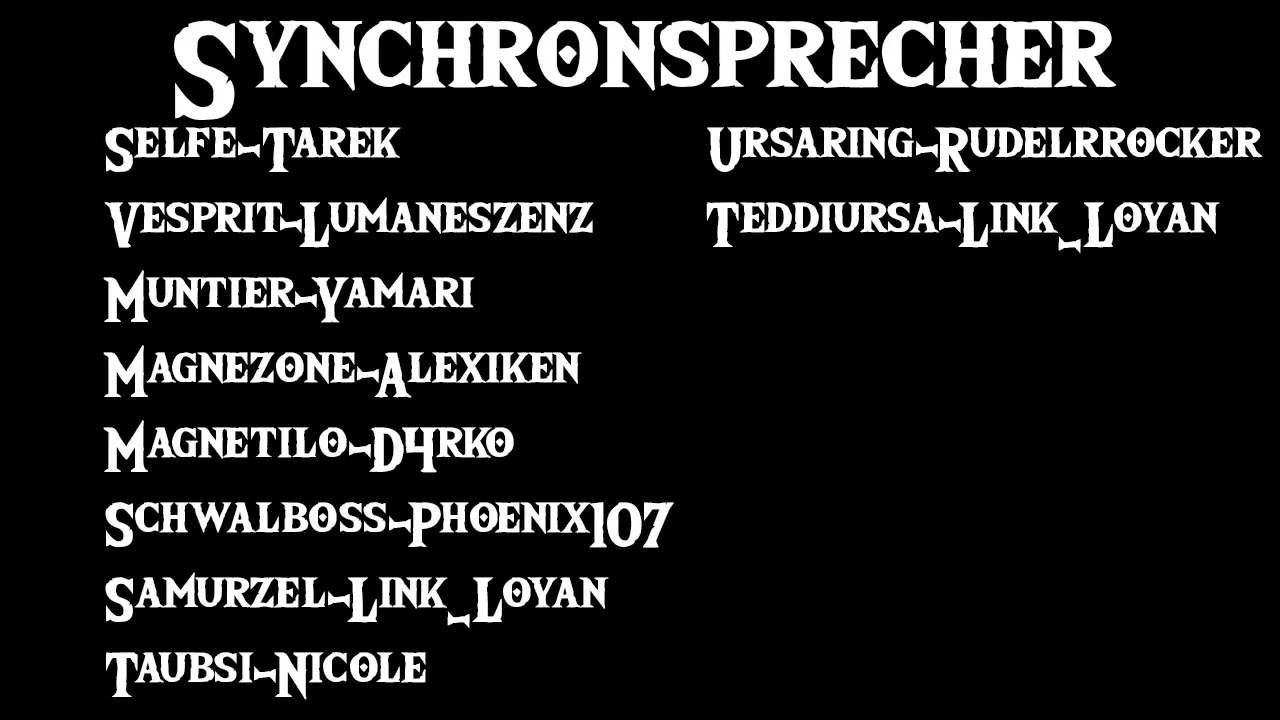 Synchronsprecher
Selfe-Tarek
Vesprit-Lumaneszenz
Muntier-Yamari
Magnezone-Alexiken
Magnetilo-D4rko
Schwalboss-Phoenix107
Samurzel-Link_Loyan
Taubsi-Nicole
Ursaring-Rudelrrocker
Teddiursa-Link_Loyan